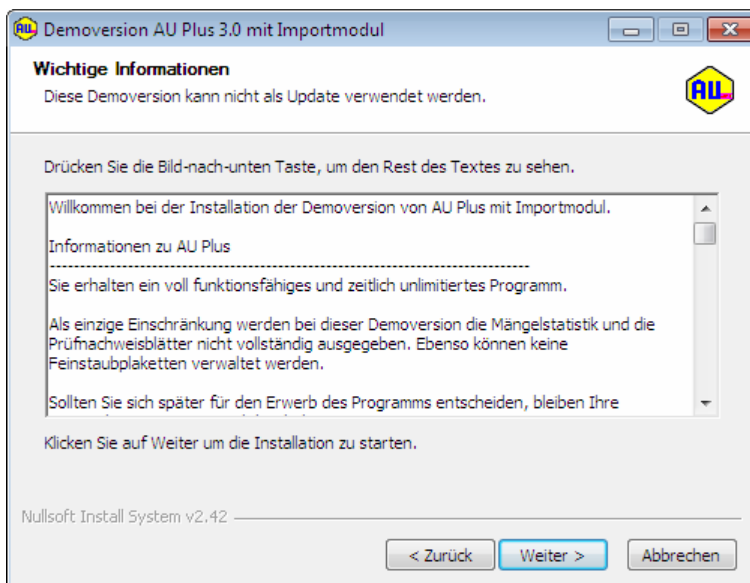 Demoversion AU Plus 3.0 mit Importmodul
Wichtige Informationen
Diese Demoversion kann nicht als Update verwendet werden.
AU
Drücken Sie die Bild-nach-unten Taste, um den Rest des Textes zu sehen.
Willkommen bei der Installation der Demoversion von AU Plus mit Importmodul.
Informationen zu AU Plus
--------------------------------------------------------------------------------
Sie erhalten ein voll funktionsfähiges und zeitlich unlimitiertes Programm.
Als einzige Einschränkung werden bei dieser Demoversion die Mängelstatistik und die
Prüfnachweisblätter nicht vollständig ausgegeben. Ebenso können keine
Feinstaubplaketten verwaltet werden.
Sollten Sie sich später für den Erwerb des Programms entscheiden, bleiben Ihre
Klicken Sie auf Weiter um die Installation zu starten.
Nullsoft Install System v2.42
< Zurück
Weiter >
Abbrechen